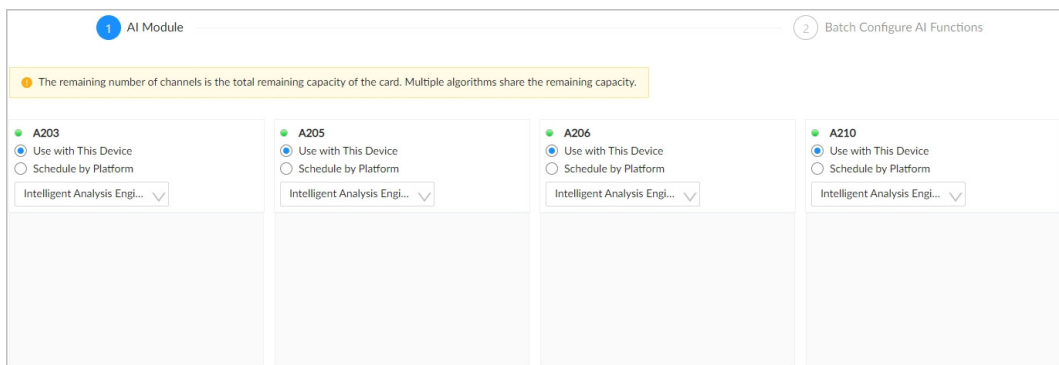 1 AI Module
2 Batch Configure AI Functions
The remaining number of channels is the total remaining capacity of the card. Multiple algorithms share the remaining capacity.
A203
Use with This Device
Schedule by Platform
Intelligent Analysis Engi...
A205
Use with This Device
Schedule by Platform
Intelligent Analysis Engi...
A206
Use with This Device
Schedule by Platform
Intelligent Analysis Engi...
A210
Use with This Device
Schedule by Platform
Intelligent Analysis Engi...